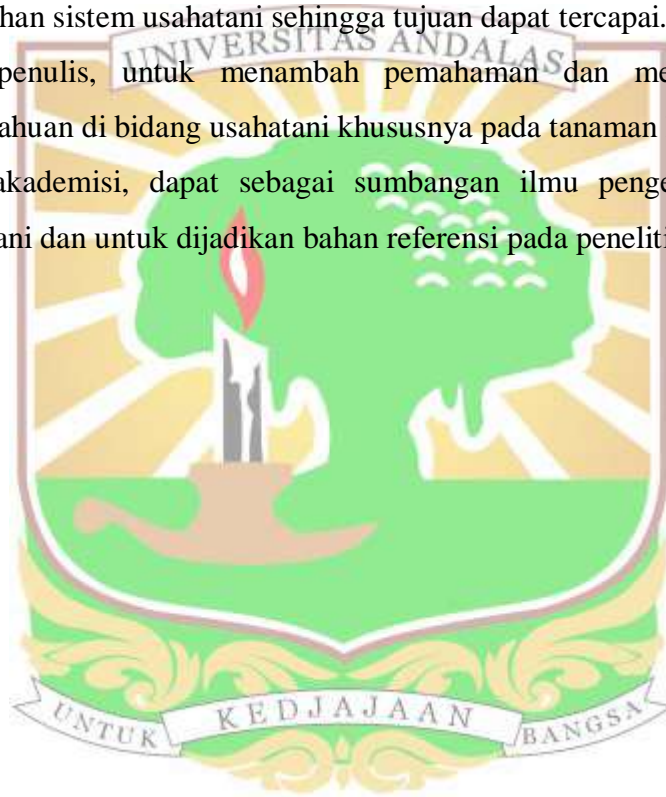 han sistem usahatani sehingga tujuan dapat tercapai.
UNIVERSITAS ANDALAS
penulis, untuk menambah pemahaman dan me
ahuan di bidang usahatani khususnya pada tanaman
akademisi, dapat sebagai sumbangan ilmu penge
ani dan untuk dijadikan bahan referensi pada peneliti
UNTUK KEDJAJAAN BANGSA